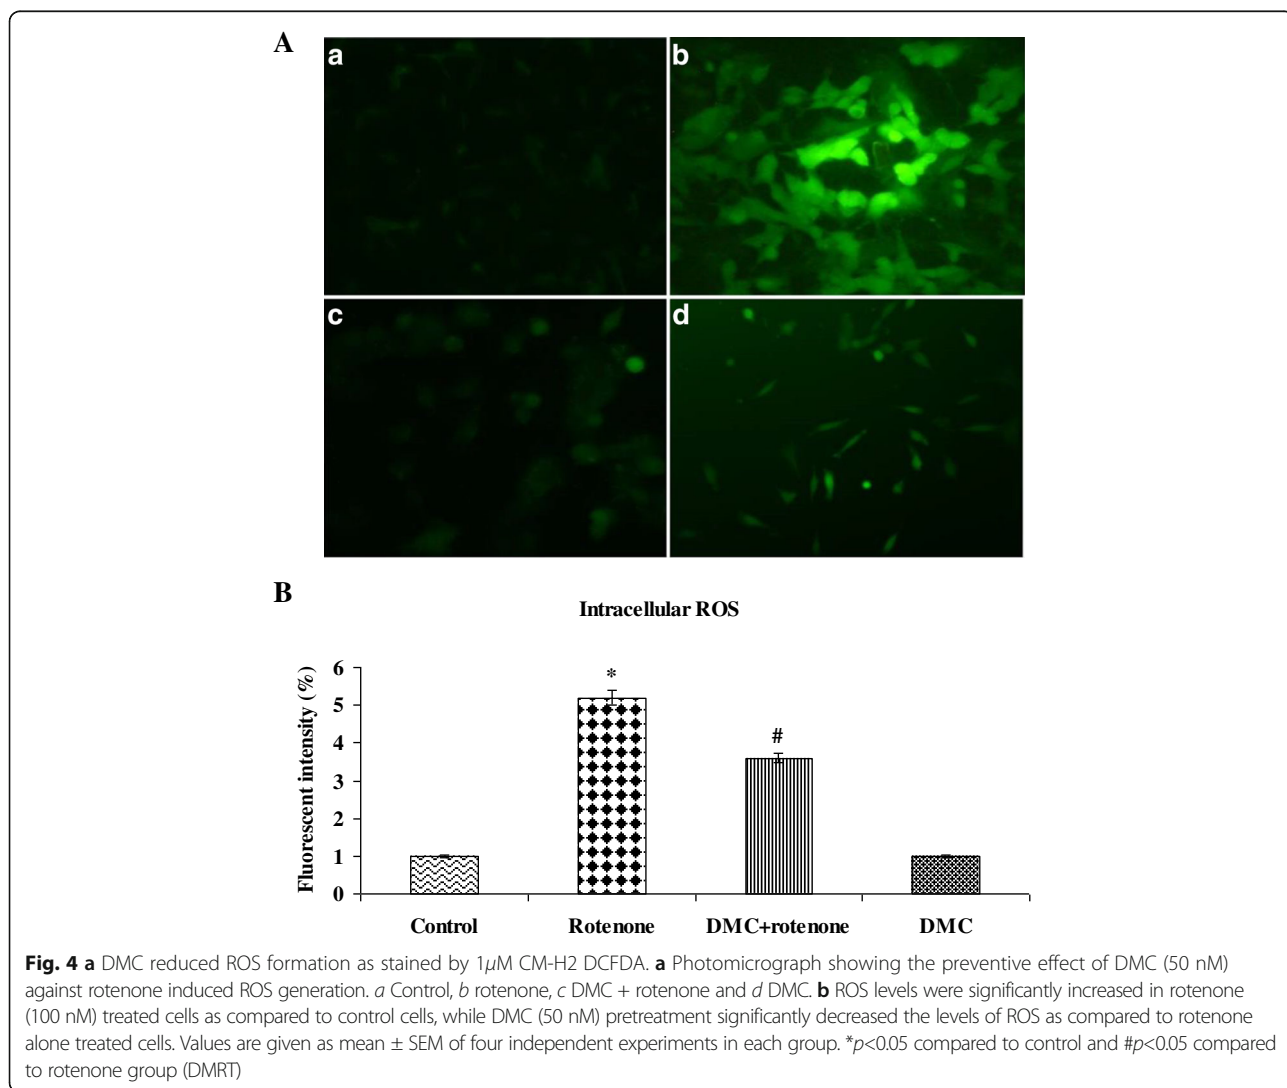 A
a
b
c
d
B
Intracellular ROS
Fluorescent intensity (%)
6
5
4
3
2
1
0
*
#
Control
Rotenone
DMC+rotenone
DMC
Fig. 4 a DMC reduced ROS formation as stained by 1μM CM-H2 DCFDA. a Photomicrograph showing the preventive effect of DMC (50 nM)
against rotenone induced ROS generation. a Control, b rotenone, c DMC + rotenone and d DMC. b ROS levels were significantly increased in rotenone
(100 nM) treated cells as compared to control cells, while DMC (50 nM) pretreatment significantly decreased the levels of ROS as compared to rotenone
alone treated cells. Values are given as mean ± SEM of four independent experiments in each group. *p<0.05 compared to control and #p<0.05 compared
to rotenone group (DMRT)